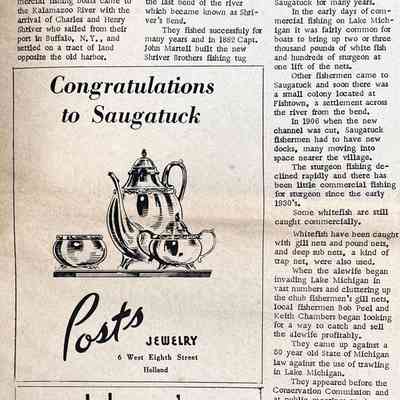 mercial fishing boats came to
the Kalamazoo River with the
arrival of Charles and Henry
Shriver who sailed from their
port in Buffalo, N.Y., and
settled on a tract of land
opposite the old harbor.
the last bend of the river
which became known as Shri-
ver's Bend.
They fished successfuly for
many years and in 1892 Capt.
John Martell built the new
Shriver Brothers fishing tug
Congratulations
to Saugatuck
Posts JEWELRY
6 West Eighth Street
Holland
Saugatuck for many years.
In the early days of com-
mercial fishing on Lake Mich-
igan it was fairly common for
boats to bring up two or three
thousand pounds of white fish
and hundreds of sturgeon at
one lift of the nets.
Other fishermen came to
Saugatuck and soon there was
a small colony located at
Fishtown, a settlement across
the river from the bend.
In 1906 when the new
channel was cut, Saugatuck
fishermen had to have new
docks, many moving into
space nearer the village.
The sturgeon fishing de-
clined rapidly and there has
been little commercial fishing
for sturgeon since the early
1930's.
Some whitefish are still
caught commercially.
Whitefish have been caught
with gill nets and pound nets,
and deep sub nets, a kind of
trap net, were also used.
When the alewife began
invading Lake Michigan in
vast numbers and cluttering up
the chub fishermen's gill nets,
local fishermen Bob Peel and
Keith Chambers began looking
for a way to catch and sell
the alewife profitably.
They came up against a
80 year old State of Michigan
law against the use of trawling
in Lake Michigan.
They appeared before the
Conservation Commission and